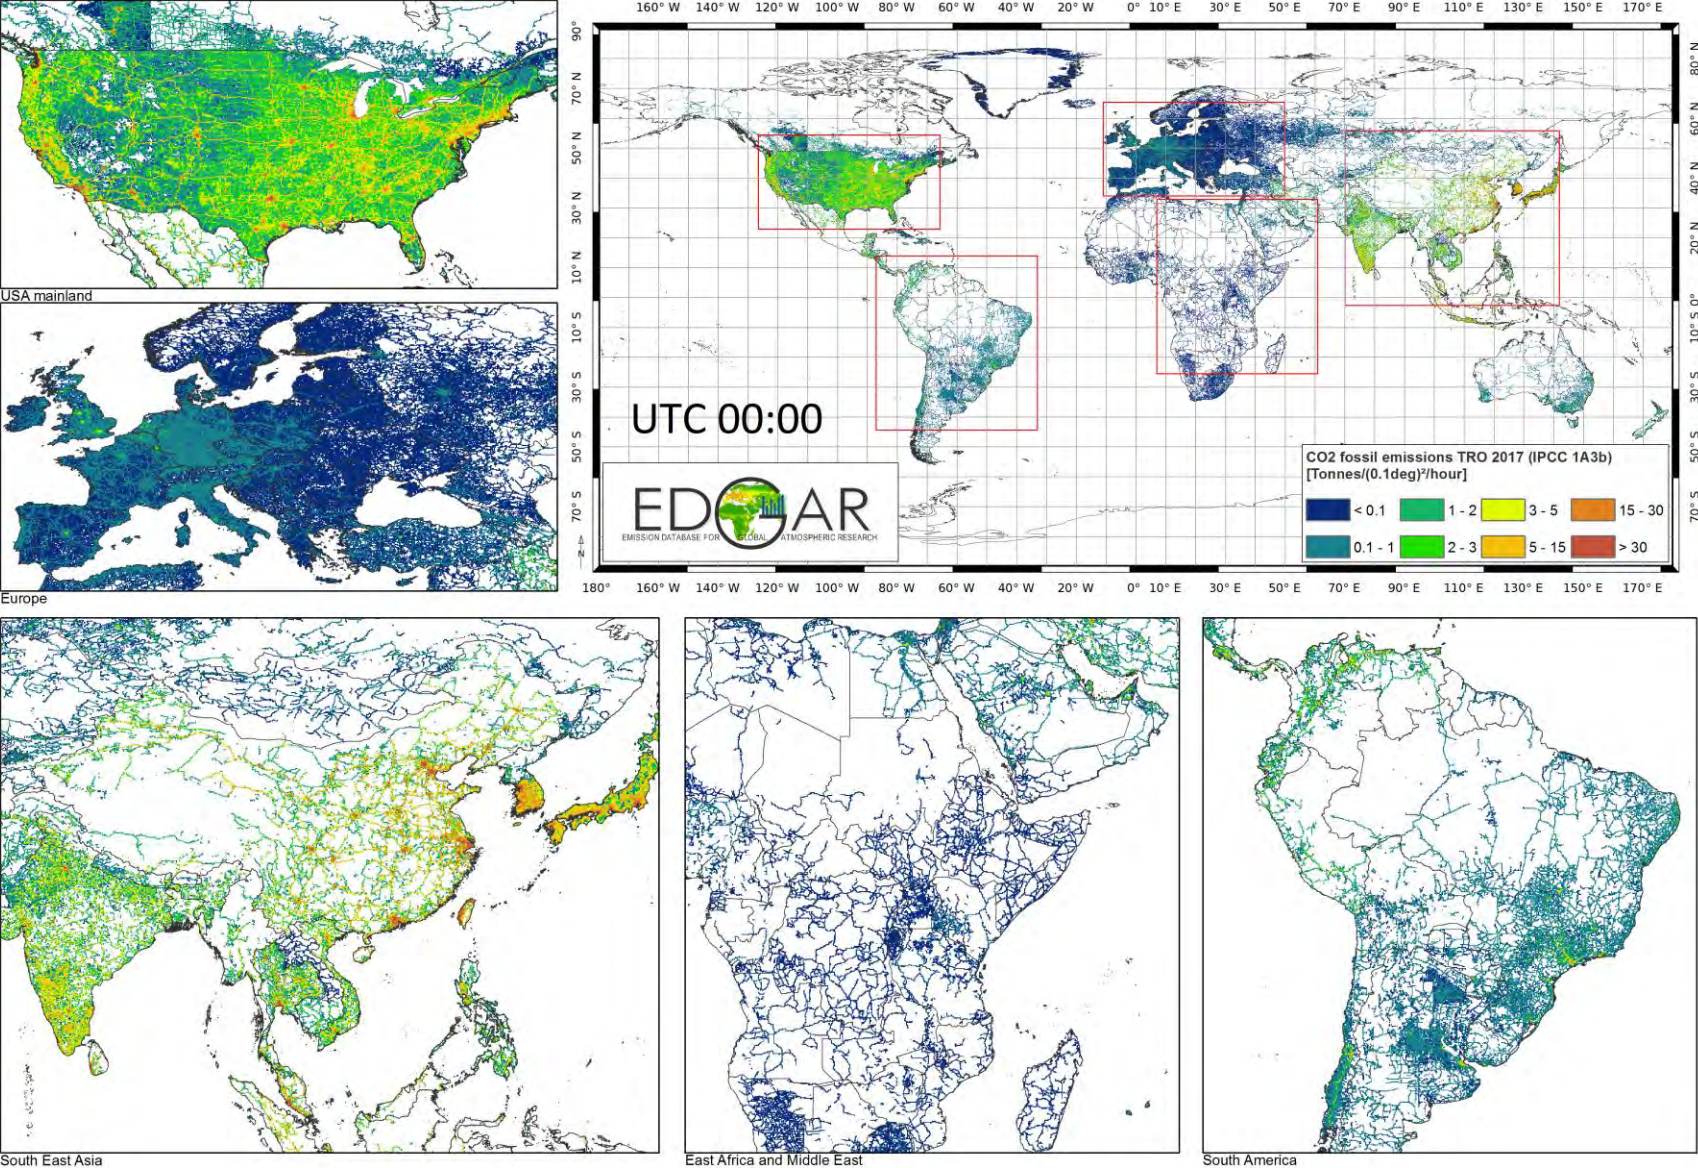 160° W 140° W 120° W 100° W 80° W 60° W 40° W 20° W 0° E 10° E 30° E 50° E 70° E 90° E 110° E 130° E 150° E 170° E
90°
70° N
50° N
30° N
10° N
10° S
30° S
50° S
70° S
80° N
60° N
40° N
20° N
0°
10° S
30° S
50° S
70° S
USA mainland
Europe
UTC 00:00
EDGAR
EMISSION DATABASE FOR GLOBAL ATMOSPHERIC RESEARCH
N
CO2 fossil emissions TRO 2017 (IPCC 1A3b)
[Tonnes/(0.1deg)²/hour]
< 0.1 1 - 2 3 - 5 15 - 30
0.1 - 1 2 - 3 5 - 15 > 30
180° 160° W 140° W 120° W 100° W 80° W 60° W 40° W 20° W 0° E 10° E 30° E 50° E 70° E 90° E 110° E 130° E 150° E 170° E
South East Asia
East Africa and Middle East
South America